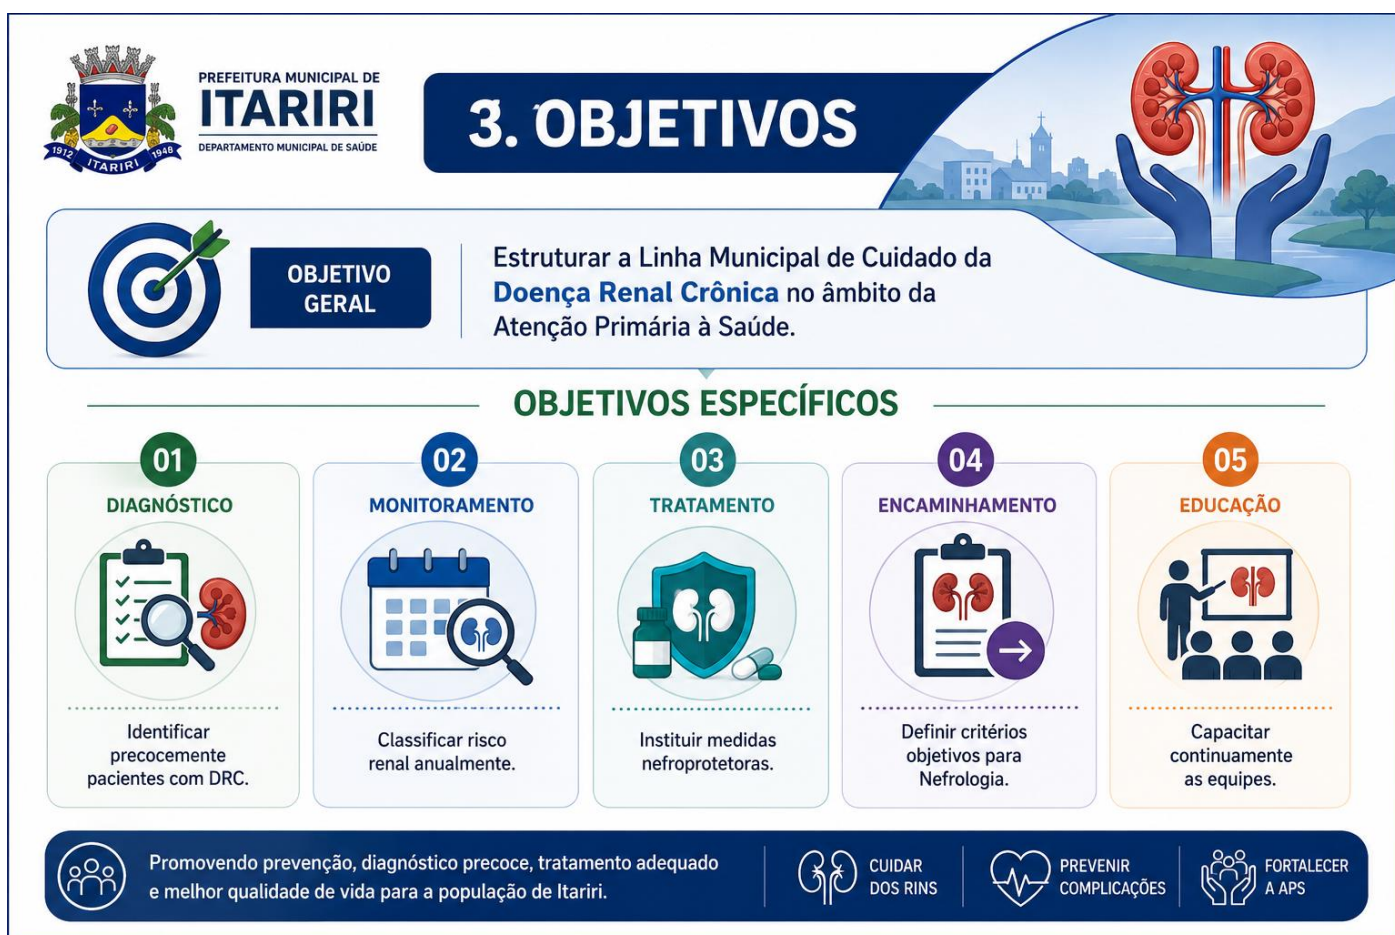 PREFEITURA MUNICIPAL DE
ITARIRI
DEPARTAMENTO MUNICIPAL DE SAÚDE
1912 ITARIRI 1948
3. OBJETIVOS
OBJETIVO
GERAL
Estruturar a Linha Municipal de Cuidado da
Doença Renal Crônica no âmbito da
Atenção Primária à Saúde.
OBJETIVOS ESPECÍFICOS
01
DIAGNÓSTICO
Identificar
precocemente
pacientes com DRC.
02
MONITORAMENTO
Classificar risco
renal anualmente.
03
TRATAMENTO
Instituir medidas
nefroprotetoras.
04
ENCAMINHAMENTO
Definir critérios
objetivos para
Nefrologia.
05
EDUCAÇÃO
Capacitar
continuamente
as equipes.
Promovendo prevenção, diagnóstico precoce, tratamento adequado
e melhor qualidade de vida para a população de Itariri.
CUIDAR
DOS RINS
PREVENIR
COMPLICAÇÕES
FORTALECER
A APS